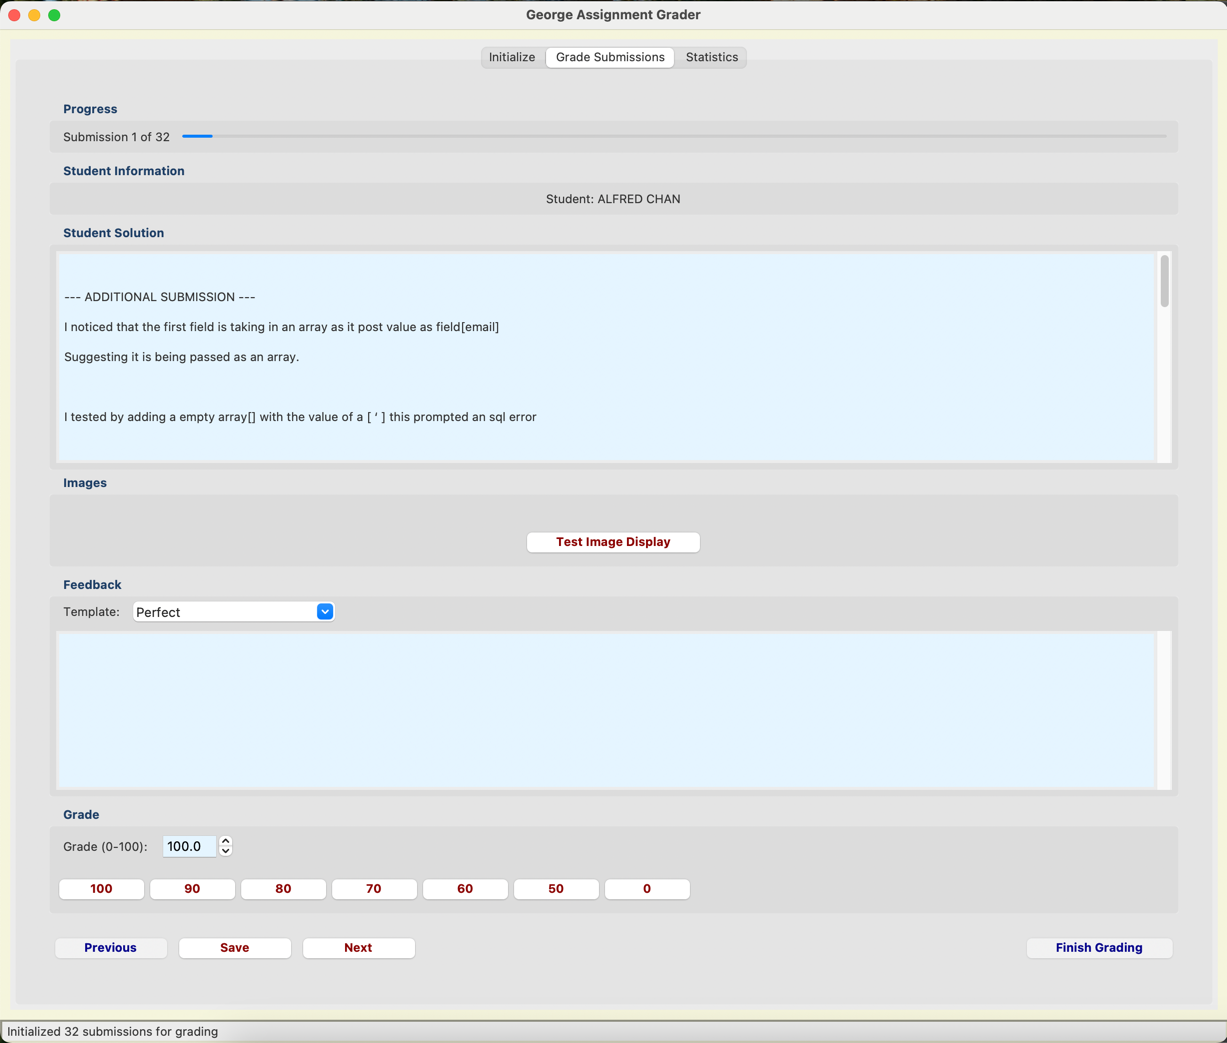 George Assignment Grader
Initialize
Grade Submissions
Statistics
Progress
Submission 1 of 32
Student Information
Student: ALFRED CHAN
Student Solution
--- ADDITIONAL SUBMISSION ---
I noticed that the first field is taking in an array as it post value as field[email]
Suggesting it is being passed as an array.
I tested by adding a empty array[] with the value of a [ ‘ ] this prompted an sql error
Images
Test Image Display
Feedback
Template:
Perfect
Grade
Grade (0-100):
100.0
100
90
80
70
60
50
0
Previous
Save
Next
Finish Grading
Initialized 32 submissions for grading